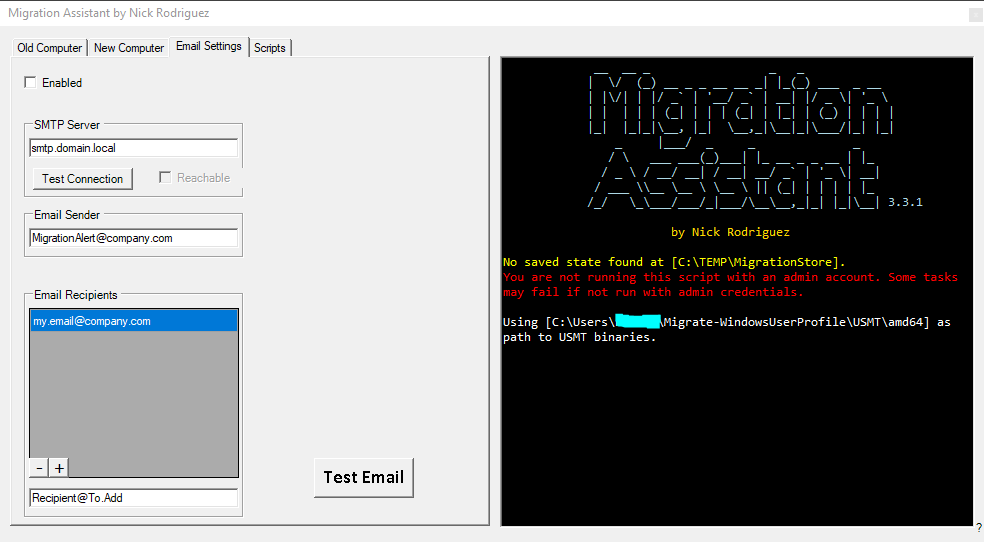 Migration Assistant by Nick Rodriguez
x
Old Computer New Computer Email Settings Scripts
Enabled
SMTP Server
smtp.domain.local
Test Connection Reachable
Email Sender
MigrationAlert@company.com
Email Recipients
my.email@company.com
- +
Recipient@To.Add
Test Email
Migration
Assistant 3.3.1
by Nick Rodriguez
No saved state found at [C:\TEMP\MigrationStore].
You are not running this script with an admin account. Some tasks
may fail if not run with admin credentials.
Using [C:\Users\ \Migrate-WindowsUserProfile\USMT\amd64] as
path to USMT binaries.
?